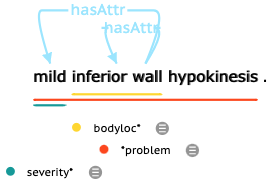 hasAttr
hasAttr
mild inferior wall hypokinesis .
bodyloc*
*problem
severity*